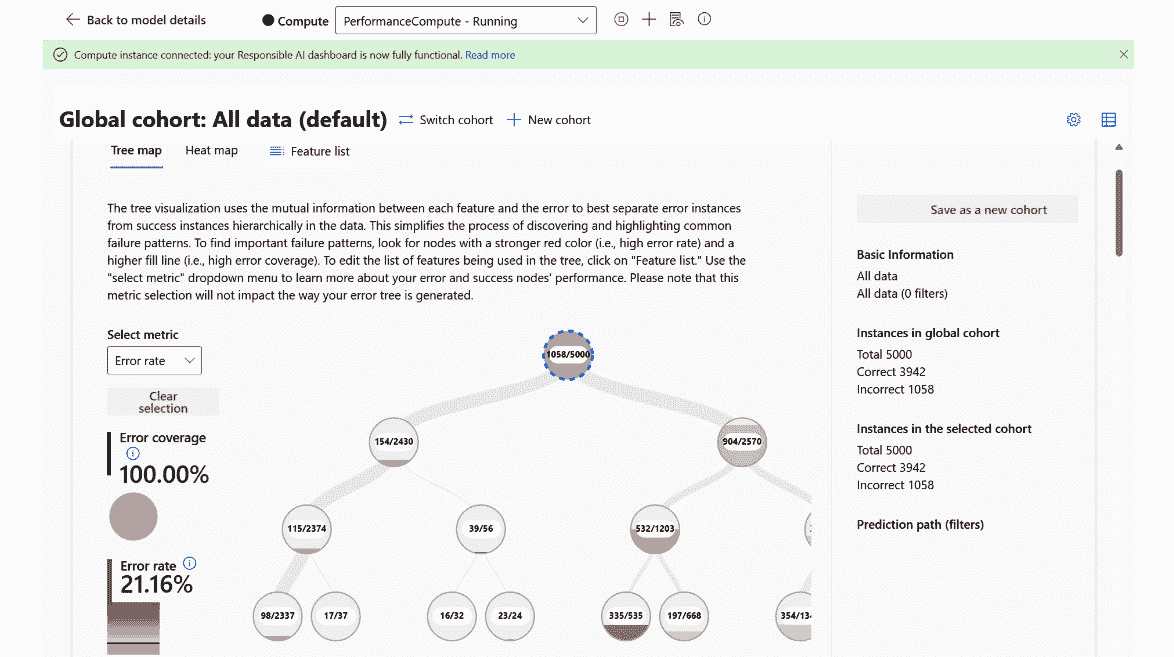 Back to model details
Compute
PerformanceCompute - Running
Compute instance connected: your Responsible AI dashboard is now fully functional. Read more
Global cohort: All data (default)
Switch cohort
New cohort
Tree map
Heat map
Feature list
The tree visualization uses the mutual information between each feature and the error to best separate error instances
from success instances hierarchically in the data. This simplifies the process of discovering and highlighting common
failure patterns. To find important failure patterns, look for nodes with a stronger red color (i.e., high error rate) and a
higher fill line (i.e., high error coverage). To edit the list of features being used in the tree, click on "Feature list." Use the
"select metric" dropdown menu to learn more about your error and success nodes' performance. Please note that this
metric selection will not impact the way your error tree is generated.
Select metric
Error rate
Clear
selection
Error coverage
100.00%
Error rate
21.16%
1058/5000
154/2430
904/2570
115/2374
39/56
532/1203
98/2337
17/37
16/32
23/24
335/535
197/668
354/134
Save as a new cohort
Basic Information
All data
All data (0 filters)
Instances in global cohort
Total 5000
Correct 3942
Incorrect 1058
Instances in the selected cohort
Total 5000
Correct 3942
Incorrect 1058
Prediction path (filters)